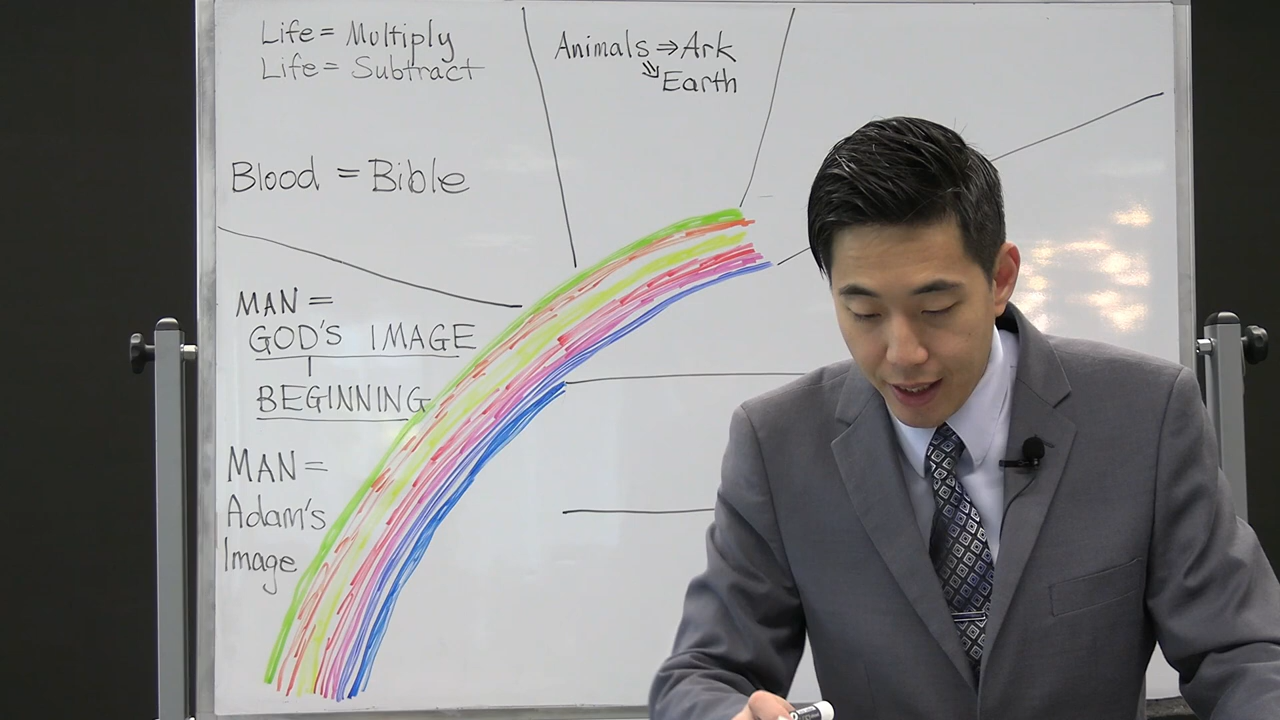 Life = Multiply
Life = Subtract
Blood = Bible
Animals ⇒ Ark
⇒ Earth
MAN =
GOD'S IMAGE
BEGINNING
MAN =
Adam's
Image